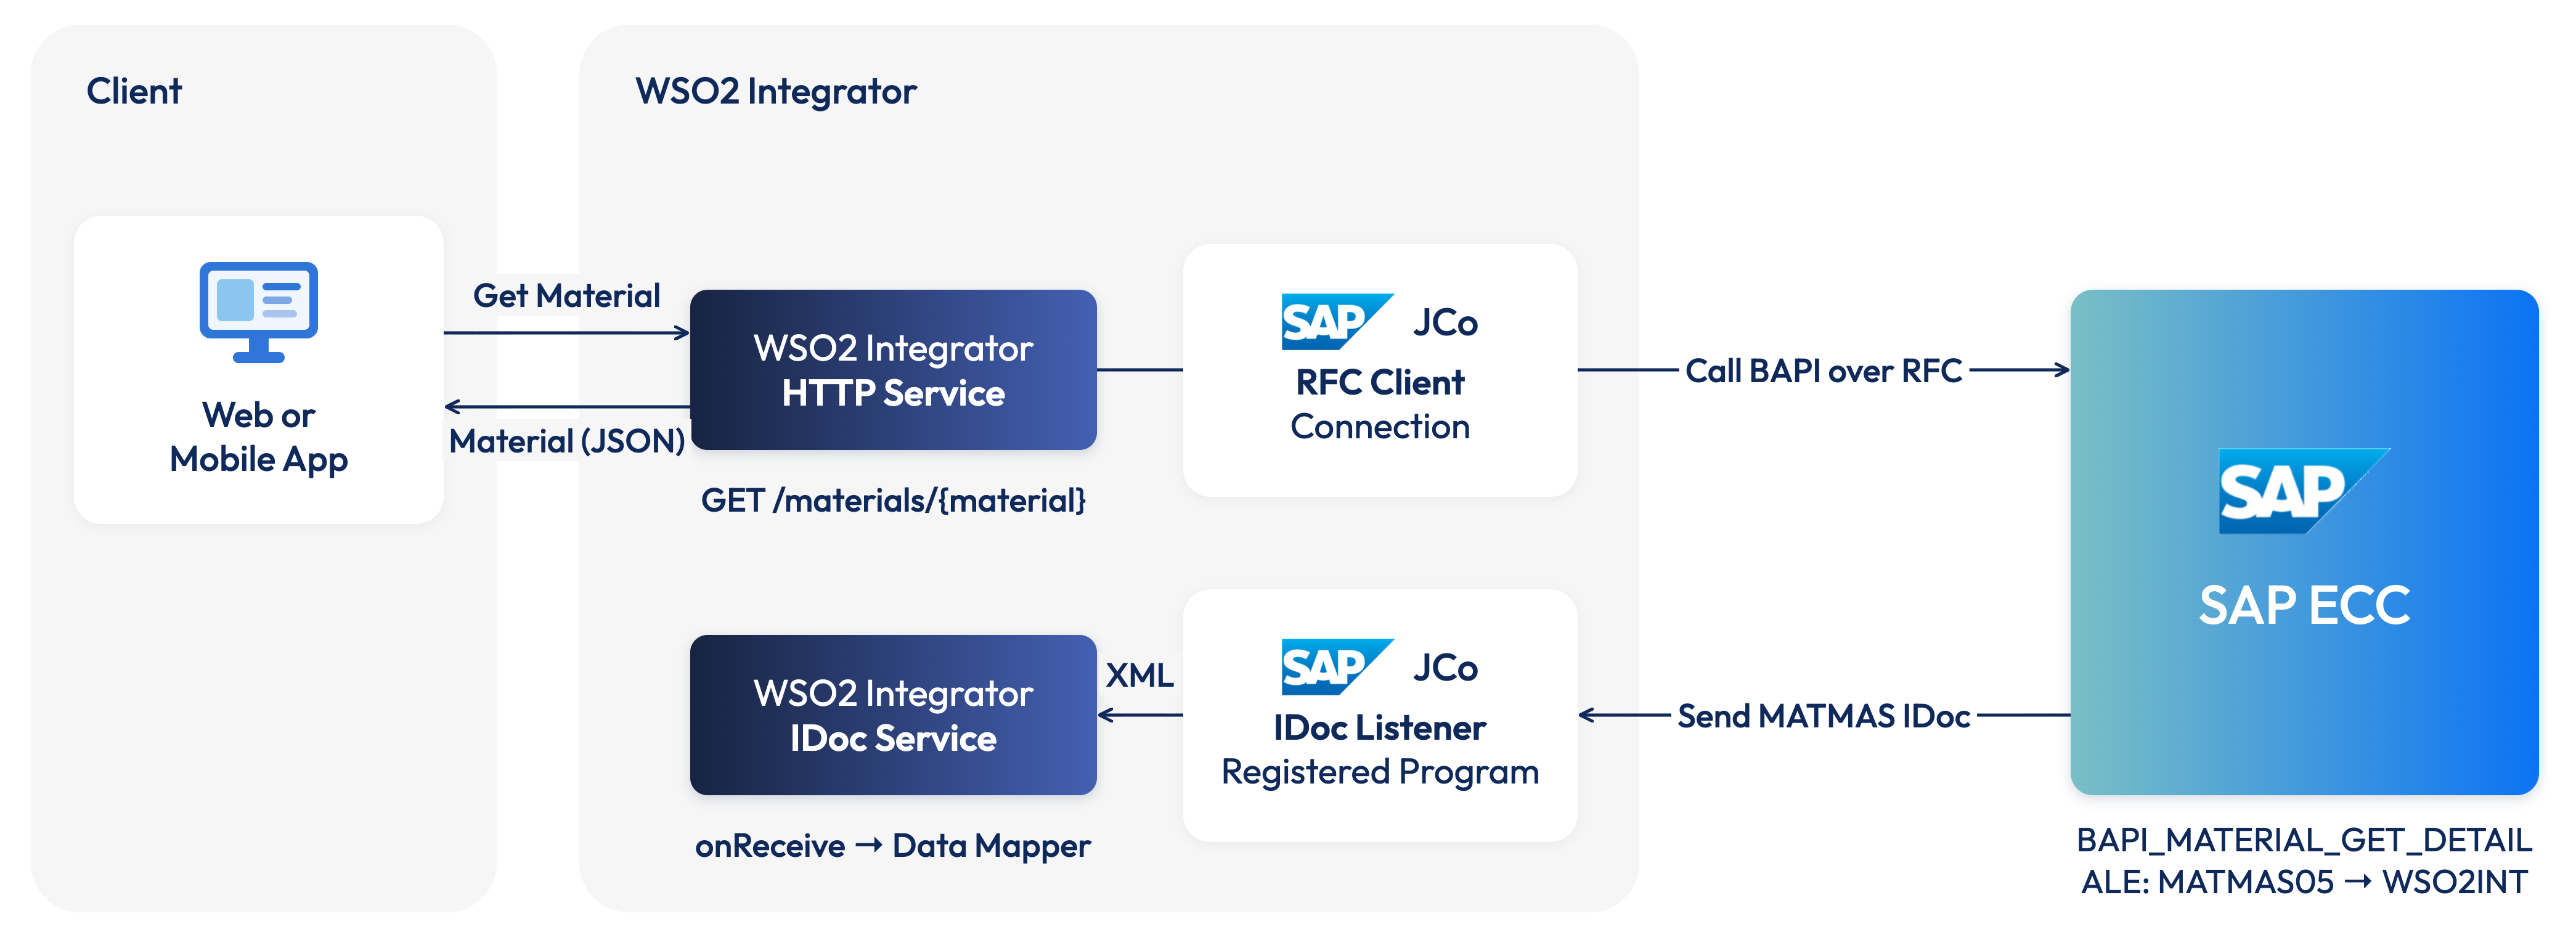 Client
WSO2 Integrator
Web or
Mobile App
Get Material
Material (JSON)
WSO2 Integrator
HTTP Service
GET /materials/{material}
SAP JCo
RFC Client
Connection
Call BAPI over RFC
WSO2 Integrator
IDoc Service
onReceive → Data Mapper
XML
SAP JCo
IDoc Listener
Registered Program
Send MATMAS IDoc
SAP
SAP ECC
BAPI_MATERIAL_GET_DETAIL
ALE: MATMAS05 → WSO2INT